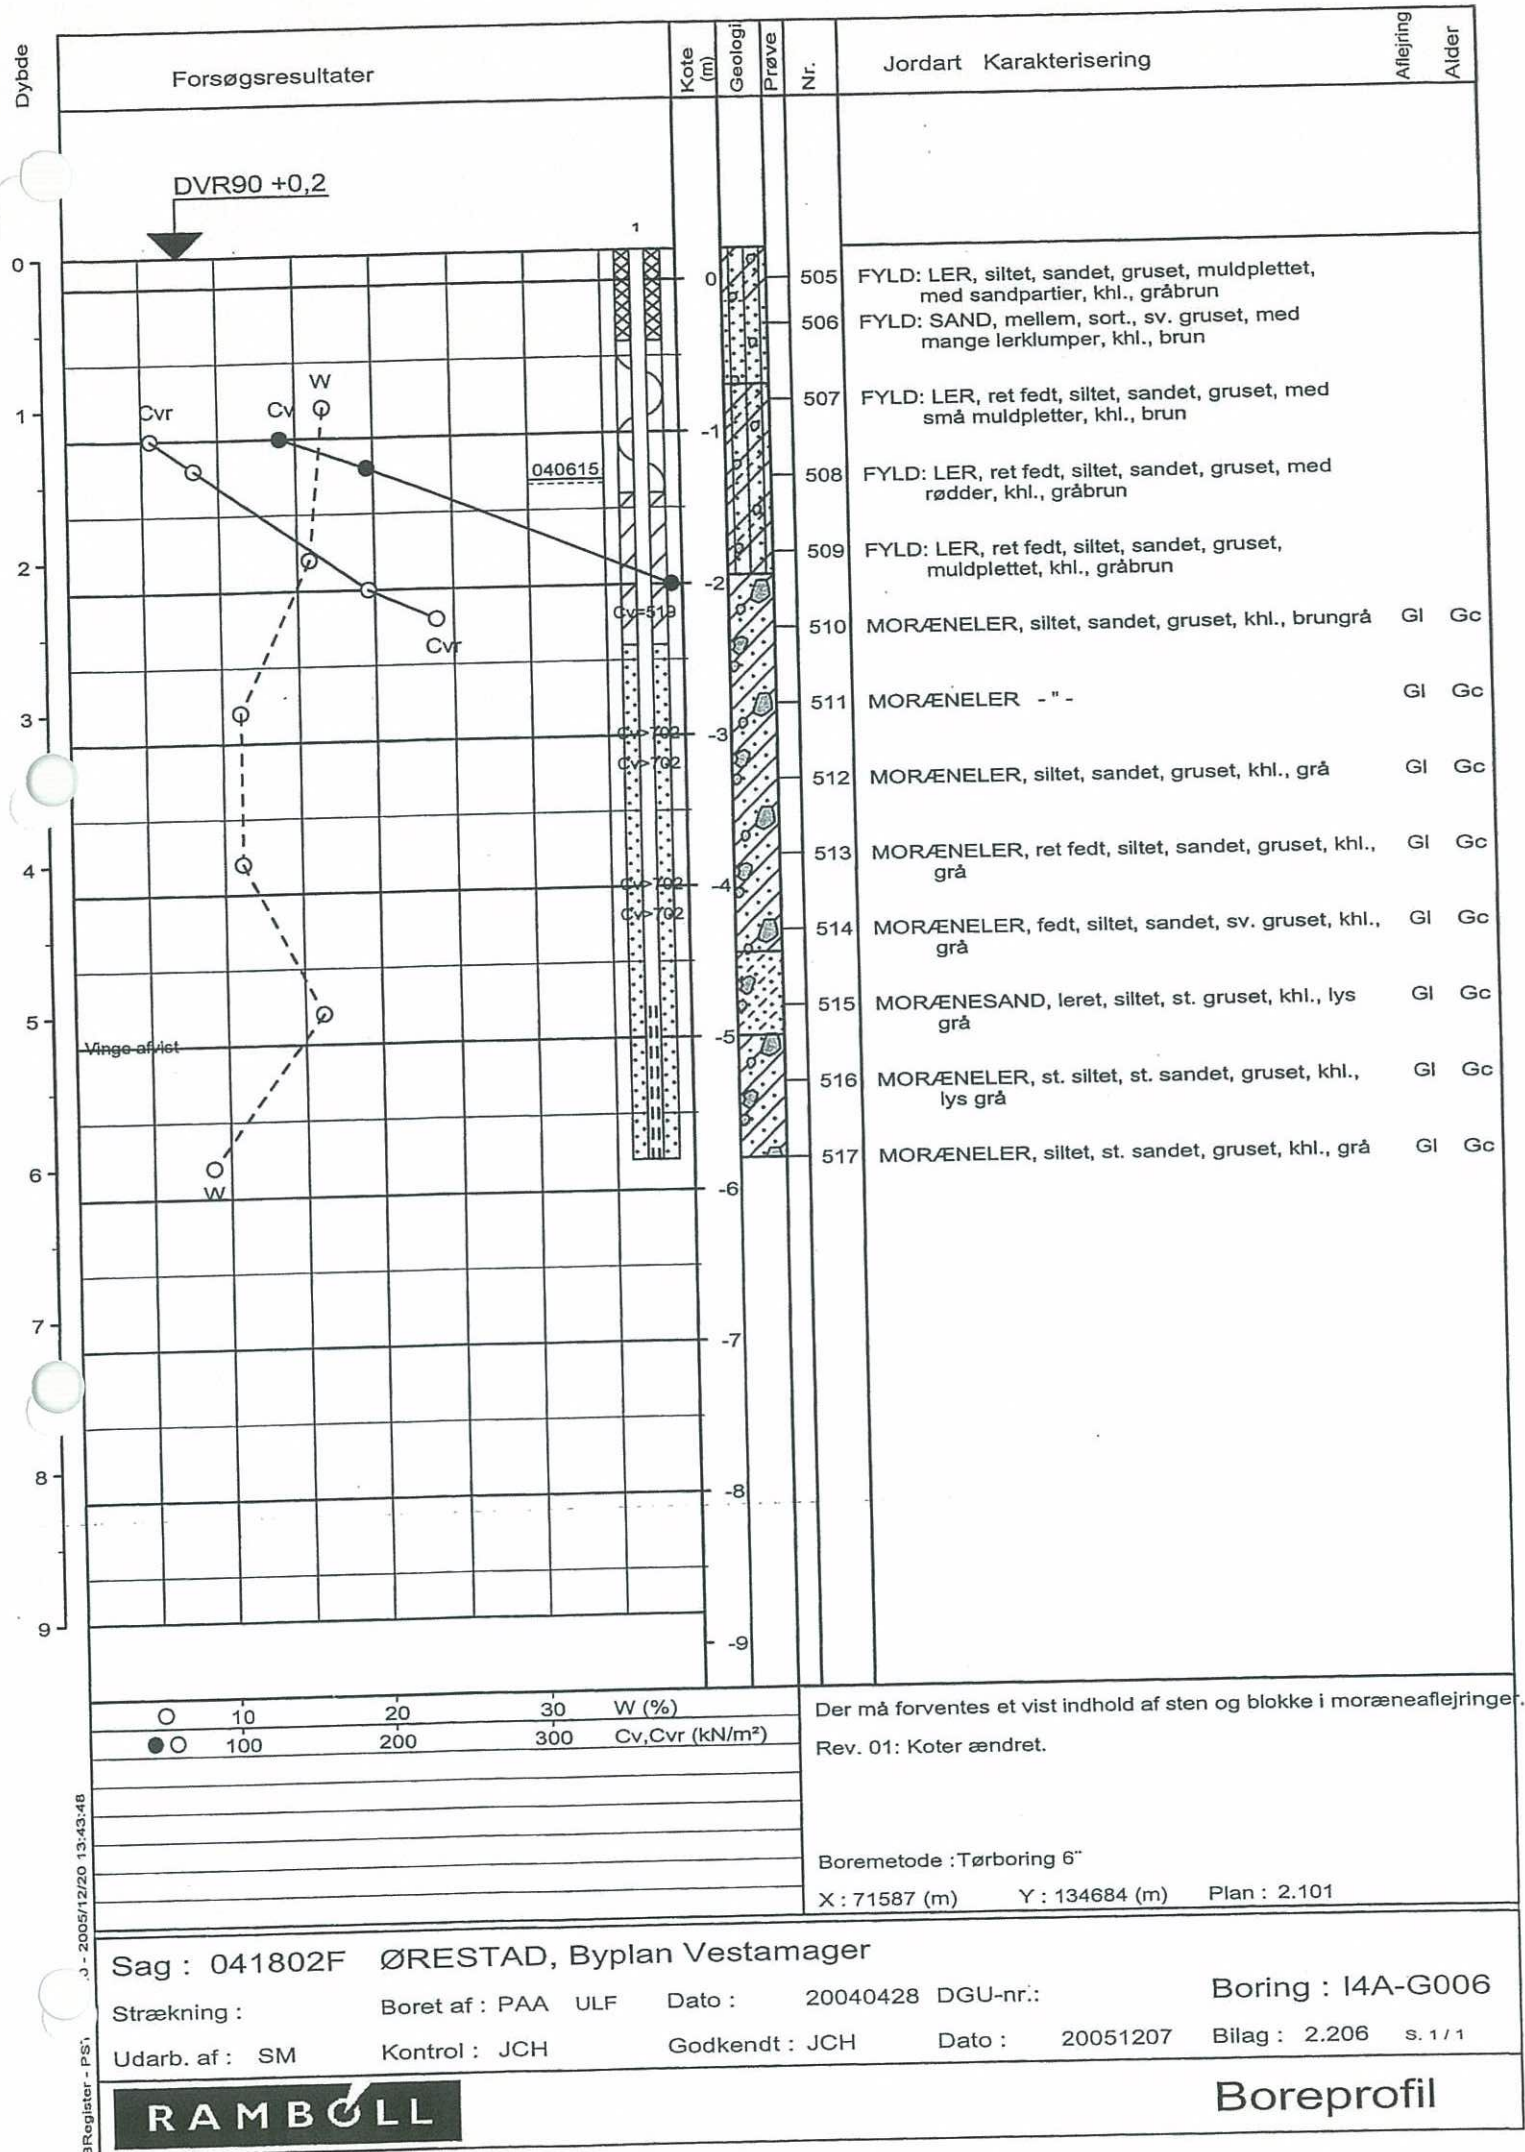 Dybde
Forsøgsresultater
Kote (m)
Geologi
Prøve
Nr.
Jordart Karakterisering
Aflejring
Alder
DVR90 +0,2
1
0
0
505 FYLD: LER, siltet, sandet, gruset, muldplettet,
med sandpartier, khl., gråbrun
506 FYLD: SAND, mellem, sort., sv. gruset, med
mange lerklumper, khl., brun
W
Cvr
Cv
1
-1
507 FYLD: LER, ret fedt, siltet, sandet, gruset, med
små muldpletter, khl., brun
040615
508 FYLD: LER, ret fedt, siltet, sandet, gruset, med
rødder, khl., gråbrun
2
-2
509 FYLD: LER, ret fedt, siltet, sandet, gruset,
muldplettet, khl., gråbrun
Cv=519
Cvr
510 MORÆNELER, siltet, sandet, gruset, khl., brungrå Gl Gc
511 MORÆNELER - " - Gl Gc
3
Cv>702
-3
Cv>702
512 MORÆNELER, siltet, sandet, gruset, khl., grå Gl Gc
513 MORÆNELER, ret fedt, siltet, sandet, gruset, khl., Gl Gc
grå
4
Cv>702
-4
Cv>702
514 MORÆNELER, fedt, siltet, sandet, sv. gruset, khl., Gl Gc
grå
515 MORÆNESAND, leret, siltet, st. gruset, khl., lys Gl Gc
grå
5
Vinge afvist
-5
516 MORÆNELER, st. siltet, st. sandet, gruset, khl., Gl Gc
lys grå
517 MORÆNELER, siltet, st. sandet, gruset, khl., grå Gl Gc
6
W
-6
7
-7
8
-8
9
-9
10 20 30 W (%)
100 200 300 Cv,Cvr (kN/m²)
Der må forventes et vist indhold af sten og blokke i moræneaflejringer.
Rev. 01: Koter ændret.
Boremetode : Tørboring 6"
X : 71587 (m) Y : 134684 (m) Plan : 2.101
- 2005/12/20 13:43:48
Register - PS
Sag : 041802F ØRESTAD, Byplan Vestamager
Strækning : Boret af : PAA ULF Dato : 20040428 DGU-nr.: Boring : I4A-G006
Udarb. af : SM Kontrol : JCH Godkendt : JCH Dato : 20051207 Bilag : 2.206 S. 1 / 1
RAMBØLL
Boreprofil